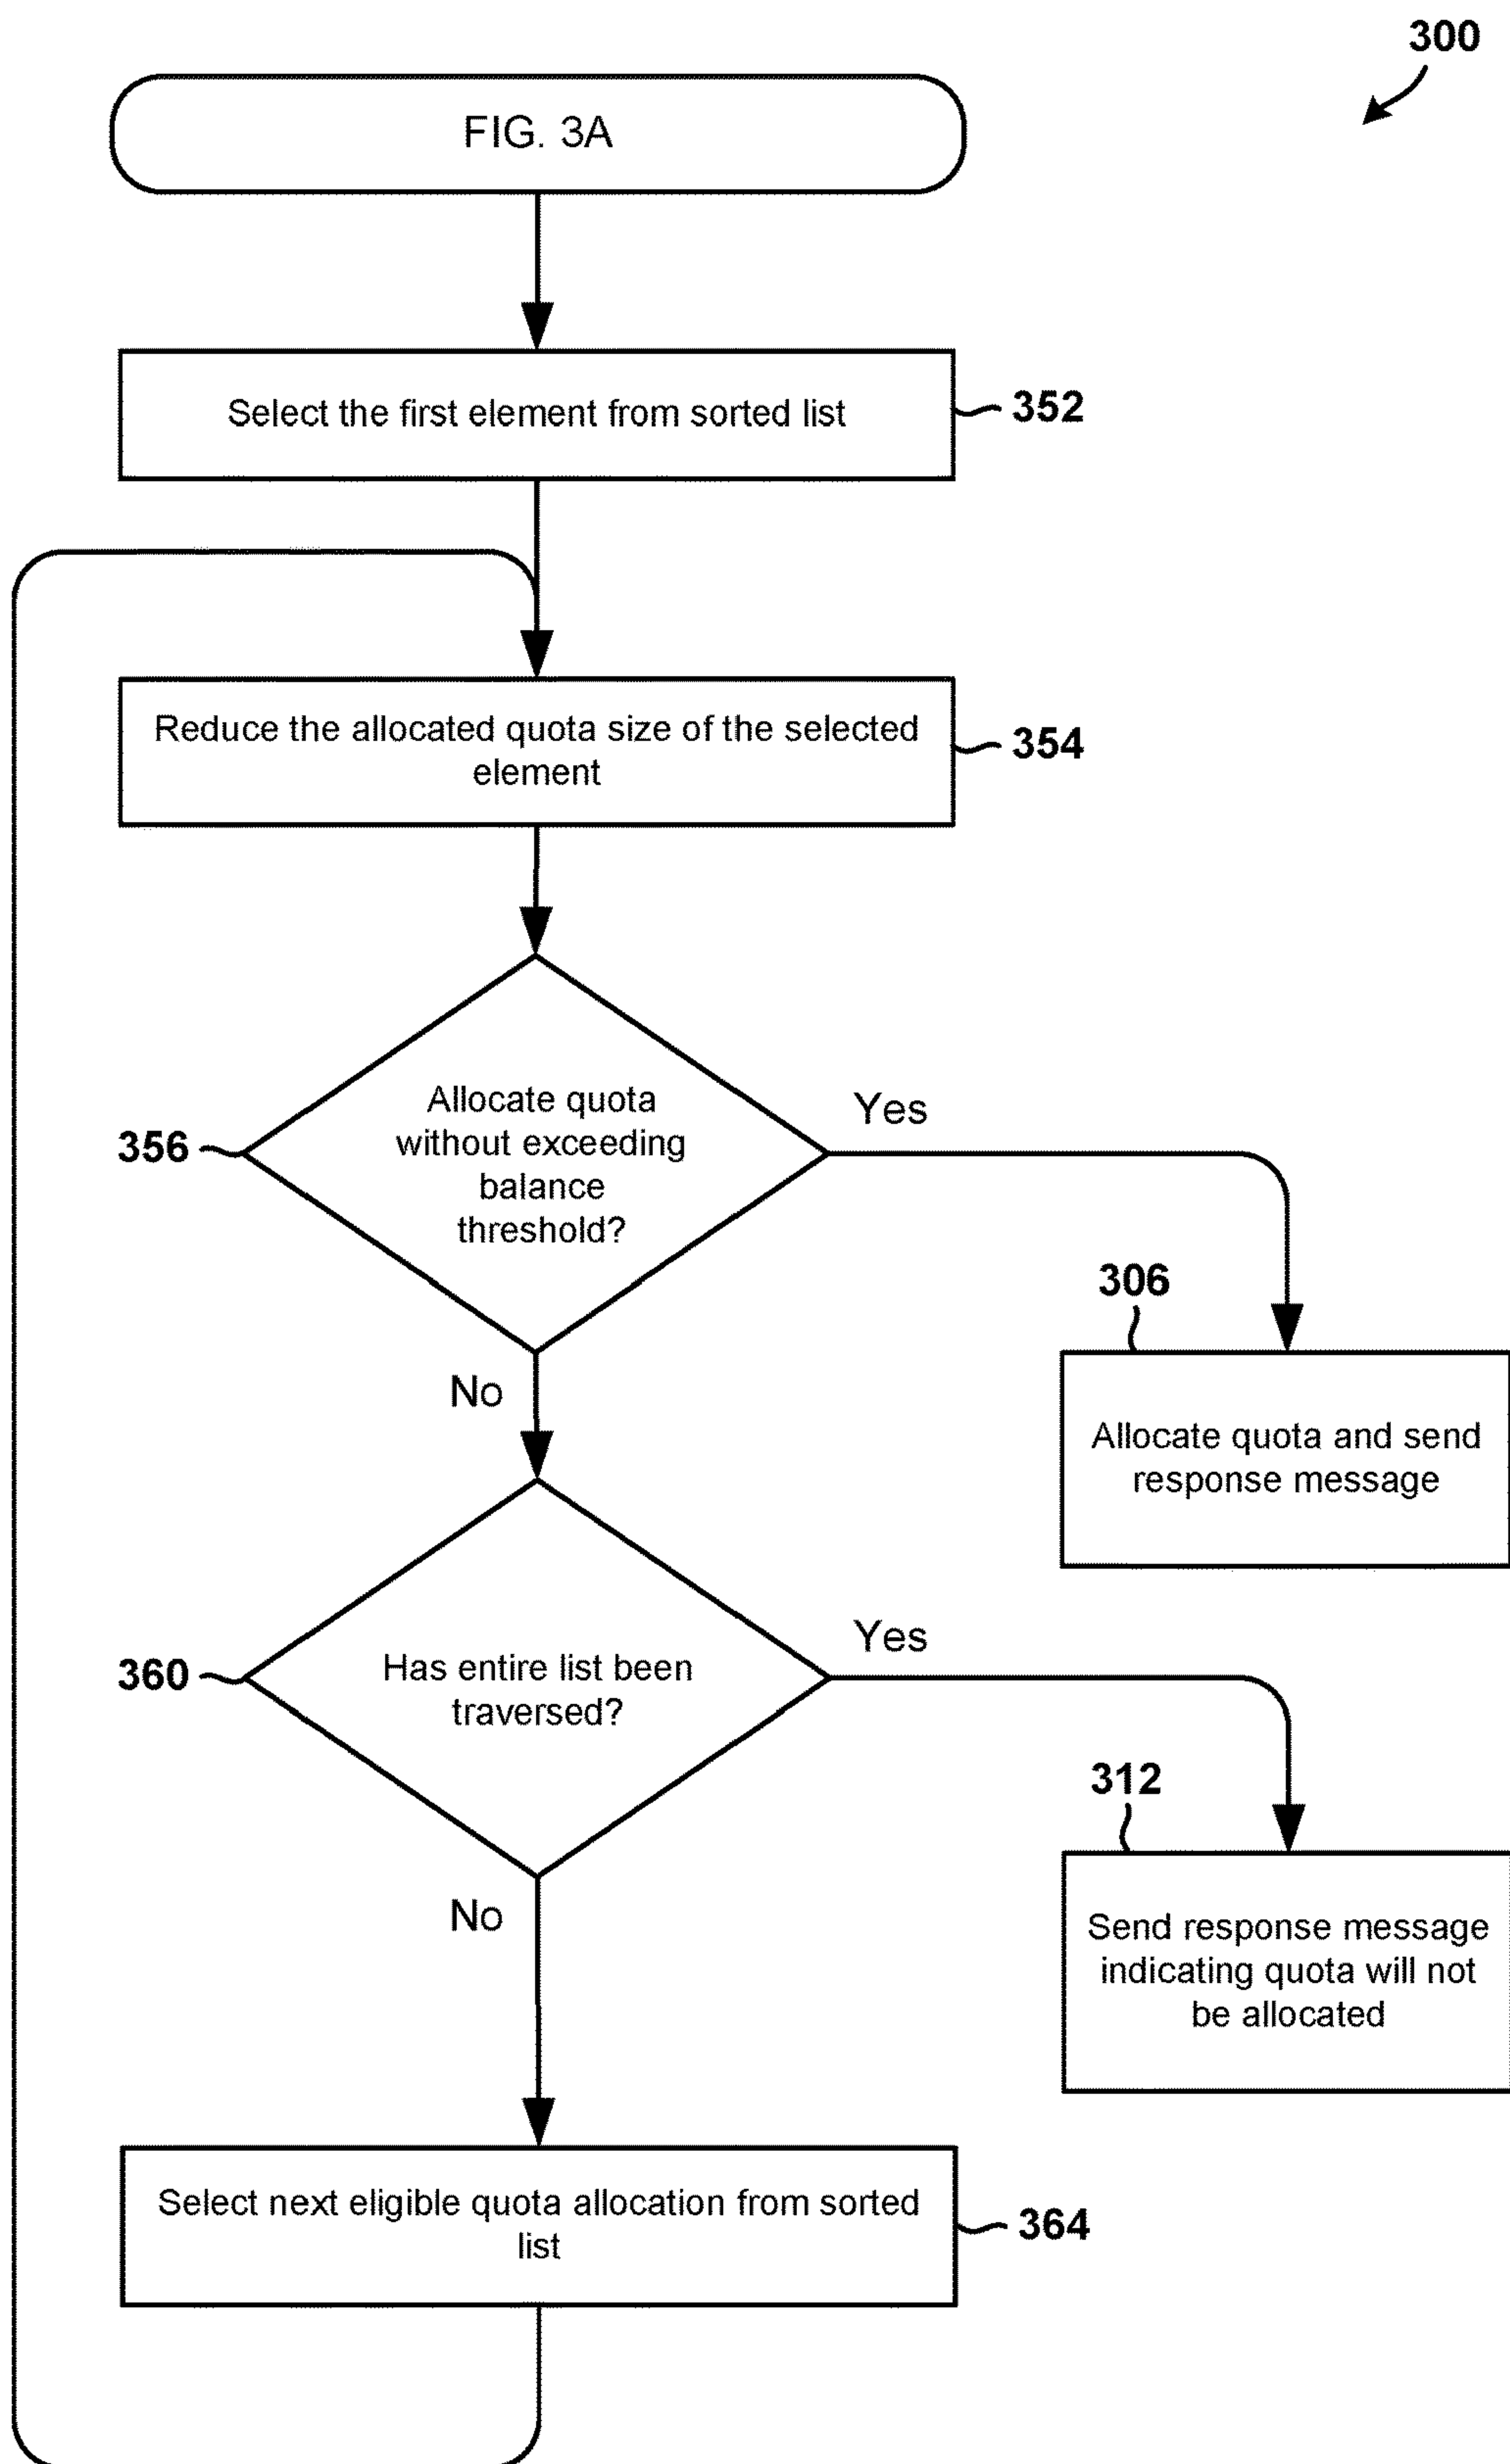 300
FIG. 3A
Select the first element from sorted list
352
Reduce the allocated quota size of the selected
element
354
Allocate quota
without exceeding
balance
threshold?
356
Yes
No
306
Allocate quota and send
response message
Has entire list been
traversed?
360
Yes
No
312
Send response message
indicating quota will not
be allocated
Select next eligible quota allocation from sorted
list
364